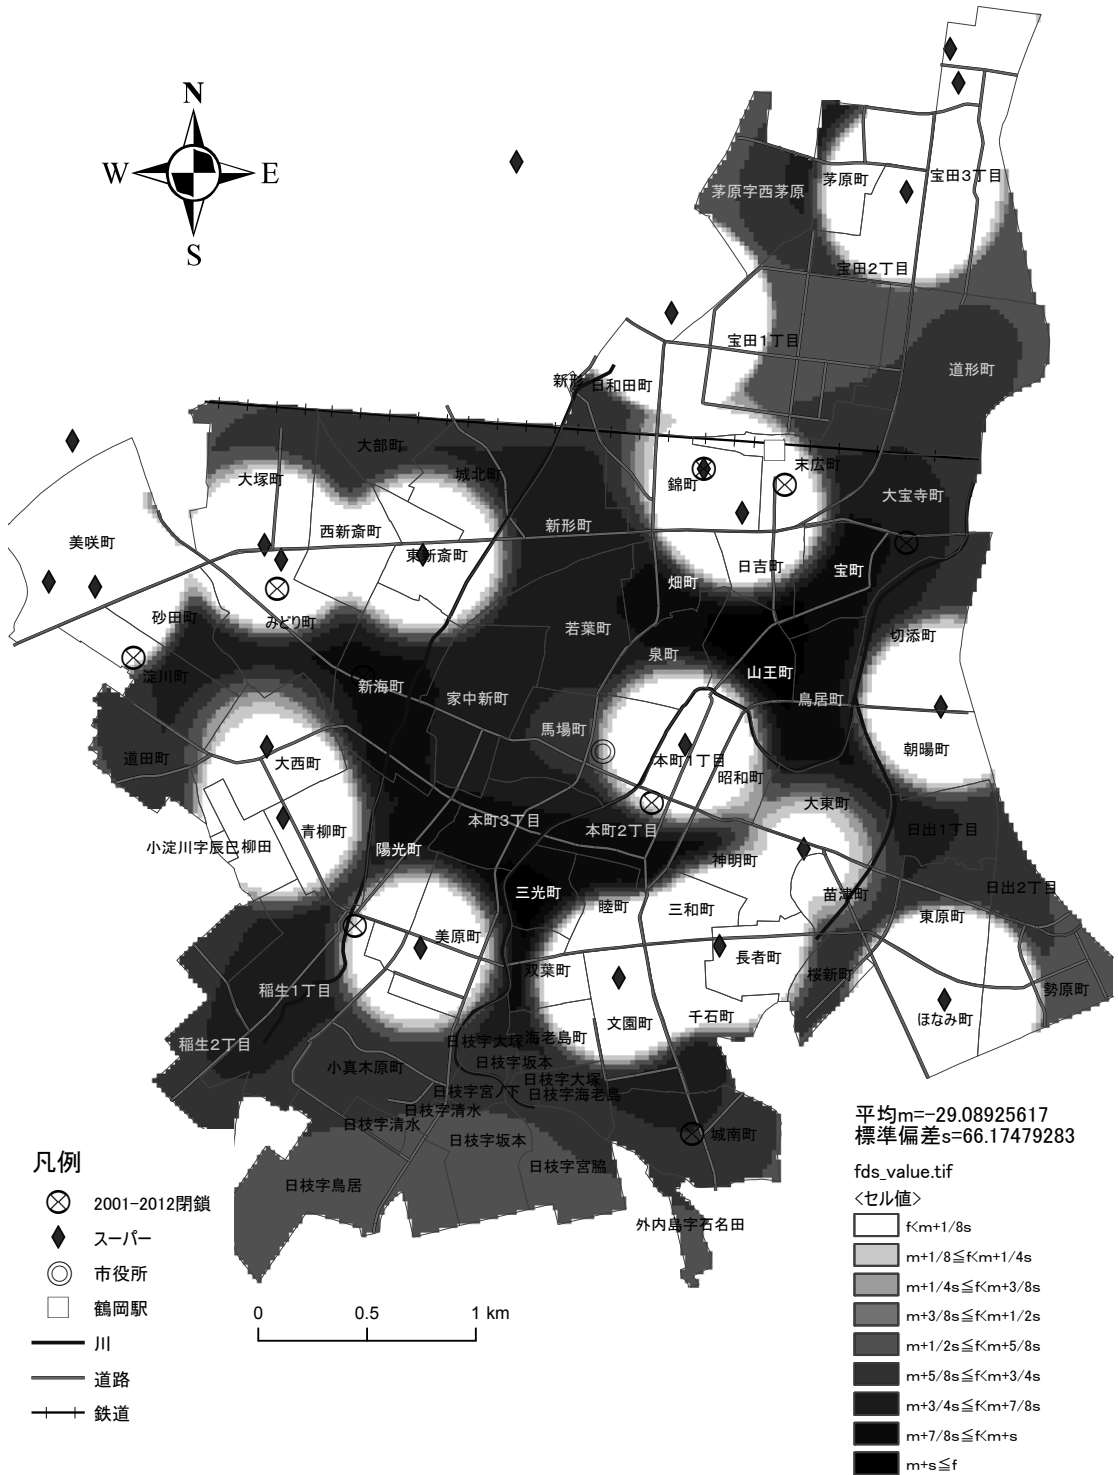 N
W
E
S
茅原字西茅原
茅原町
宝田3丁目
宝田2丁目
宝田1丁目
道形町
新形
日和田町
大部町
大塚町
城北町
錦町
末広町
大宝寺町
美咲町
西新斎町
東新斎町
新形町
日吉町
宝町
畑町
砂田町
みどり町
若葉町
切添町
淀川町
新海町
泉町
山王町
家中新町
鳥居町
馬場町
道田町
大西町
本町1丁目
朝暘町
昭和町
大東町
青柳町
本町3丁目
本町2丁目
日出1丁目
小淀川字辰巳柳田
陽光町
神明町
三光町
苗津町
日出2丁目
睦町
三和町
東原町
美原町
双葉町
長者町
桜新町
稲生1丁目
勢原町
文園町
千石町
ほなみ町
稲生2丁目
日枝字大塚
海老島町
小真木原町
日枝字坂本
日枝字大塚
日枝字宮ノ下
日枝字海老島
日枝字清水
日枝字清水
日枝字坂本
城南町
日枝字宮脇
日枝字鳥居
外内島字石名田
平均m=-29.08925617
標準偏差s=66.17479283
fds_value.tif
<セル値>
f<m+1/8s
m+1/8≦f<m+1/4s
m+1/4s≦f<m+3/8s
m+3/8s≦f<m+1/2s
m+1/2s≦f<m+5/8s
m+5/8s≦f<m+3/4s
m+3/4s≦f<m+7/8s
m+7/8s≦f<m+s
m+s≦f
凡例
2001-2012閉鎖
スーパー
市役所
鶴岡駅
川
道路
鉄道
0
0.5
1 km